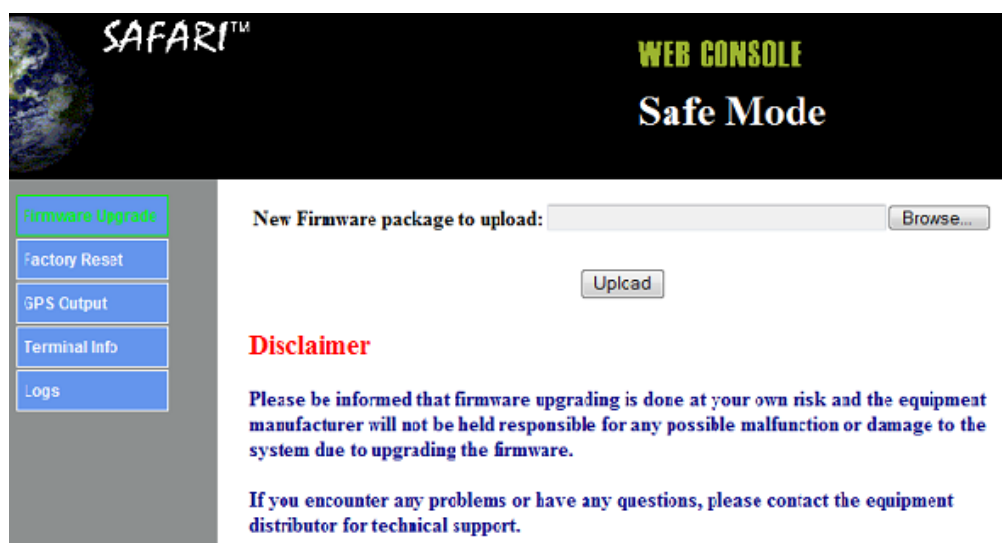 SAFARI™
WEB CONSOLE
Safe Mode
Firmware Upgrade
Factory Reset
GPS Output
Terminal Info
Logs
New Firmware package to upload:
Browse...
Upload
Disclaimer
Please be informed that firmware upgrading is done at your own risk and the equipment
manufacturer will not be held responsible for any possible malfunction or damage to the
system due to upgrading the firmware.
If you encounter any problems or have any questions, please contact the equipment
distributor for technical support.